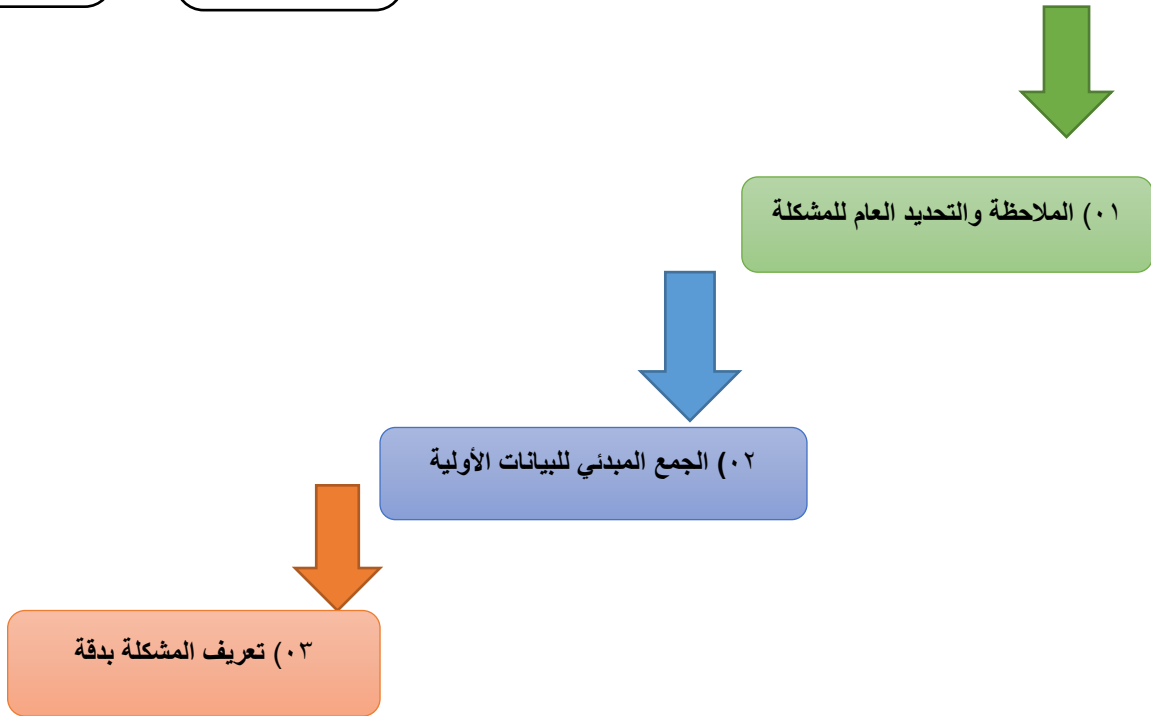 ٠١) الملاحظة والتحديد العام للمشكلة
٠٢) الجمع المبدئي للبيانات الأولية
٠٣) تعريف المشكلة بدقة